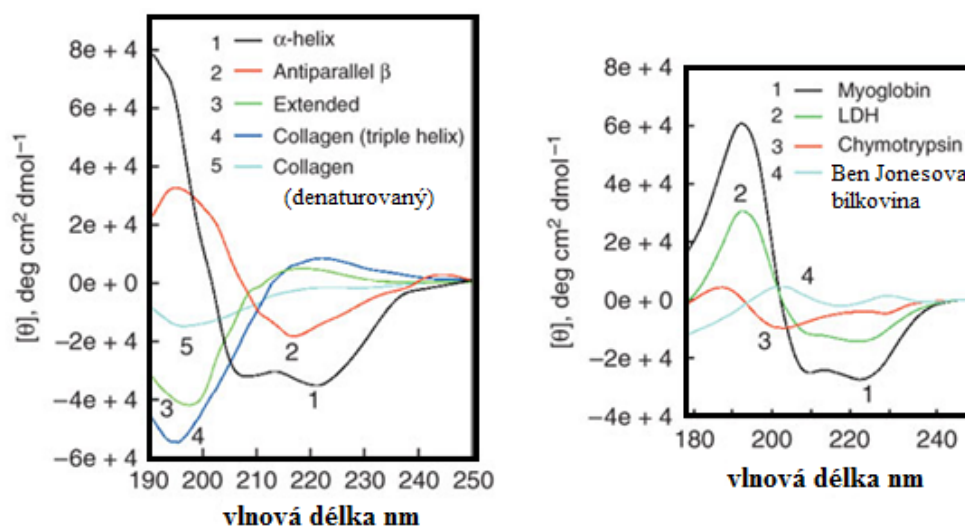 8e + 4
6e + 4
4e + 4
2e + 4
0e + 0
−2e + 4
−4e + 4
−6e + 4
[θ], deg cm² dmol⁻¹
1 α-helix
2 Antiparallel β
3 Extended
4 Collagen (triple helix)
5 Collagen
(denaturovaný)
5
2
1
3
4
190 200 210 220 230 240 250
vlnová délka nm
8e + 4
6e + 4
4e + 4
2e + 4
0e + 0
−2e + 4
−4e + 4
[θ], deg cm² dmol⁻¹
1 Myoglobin
2 LDH
3 Chymotrypsin
4 Ben Jonesova
bilkovina
2
4
3
1
180 200 220 240
vlnová délka nm